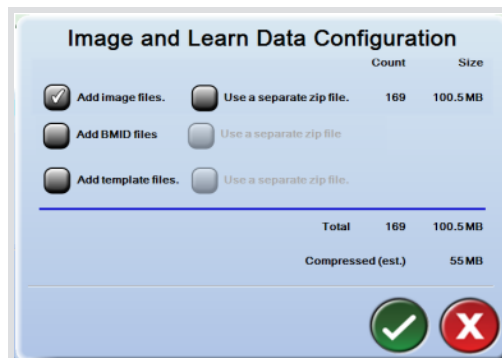 Image and Learn Data Configuration
Count Size
Add image files. Use a separate zip file. 169 100.5MB
Add BMID files Use a separate zip file
Add template files. Use a separate zip file.
Total 169 100.5MB
Compressed (est.) 55MB